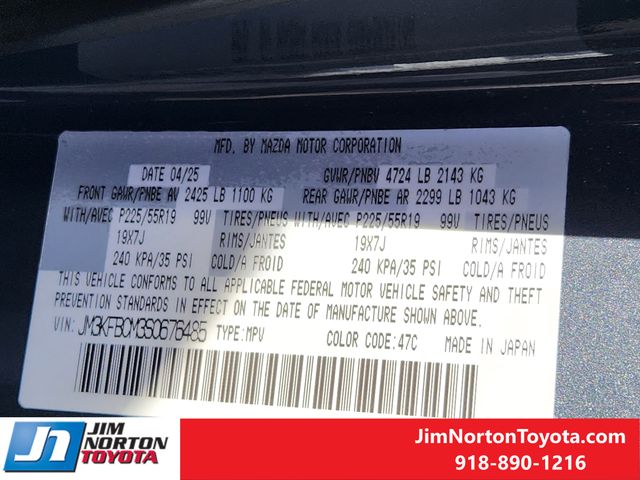 MFD. BY MAZDA MOTOR CORPORATION
DATE 04/25 GVWR/PNBV 4724 LB 2143 KG
FRONT GAWR/PNBE AV 2425 LB 1100 KG REAR GAWR/PNBE AR 2299 LB 1043 KG
WITH/AVEC P225/55R19 99V TIRES/PNEUS WITH/AVEC P225/55R19 99V TIRES/PNEUS
19X7J RIMS/JANTES 19X7J RIMS/JANTES
240 KPA/35 PSI COLD/A FROID 240 KPA/35 PSI COLD/A FROID
THIS VEHICLE CONFORMS TO ALL APPLICABLE FEDERAL MOTOR VEHICLE SAFETY AND THEFT
PREVENTION STANDARDS IN EFFECT ON THE DATE OF MANUFACTURE SHOWN ABOVE.
VIN: JM3KFBCM3S0676485 TYPE: MPV COLOR CODE: 47C MADE IN JAPAN
JN JIM
NORTON
TOYOTA
JimNortonToyota.com
918-890-1216